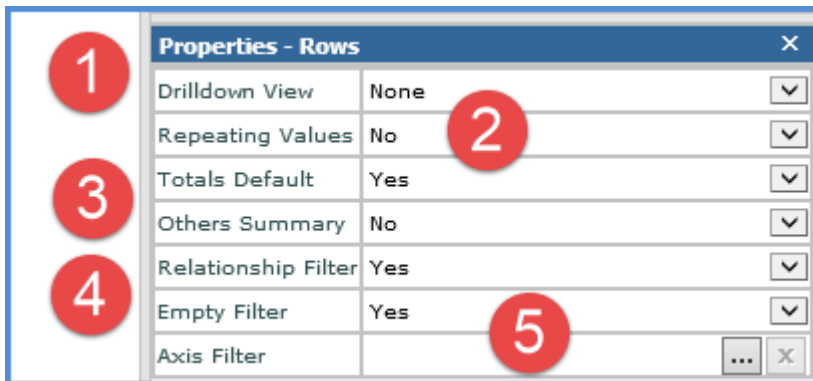 Properties - Rows ×
1
Drilldown View None
Repeating Values No 2
3
Totals Default Yes
Others Summary No
4
Relationship Filter Yes
Empty Filter Yes
5
Axis Filter ... x